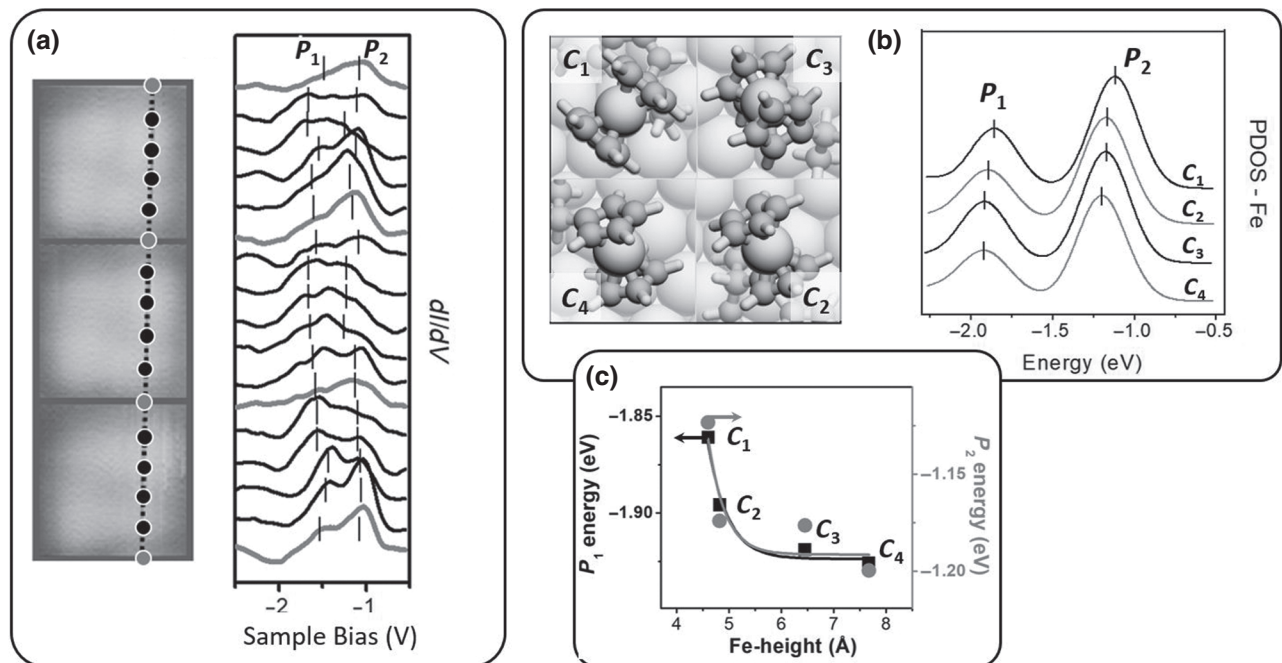 (a)
P1 P2
dI/dV
−2 −1
Sample Bias (V)
C1 C3
C4 C2
(b)
P1
P2
C1
C2
C3
C4
PDOS - Fe
−2.0 −1.5 −1.0 −0.5
Energy (eV)
(c)
−1.85
−1.90
P1 energy (eV)
C1
C2
C3
C4
−1.15
−1.20
P2 energy (eV)
4 5 6 7 8
Fe-height (Å)